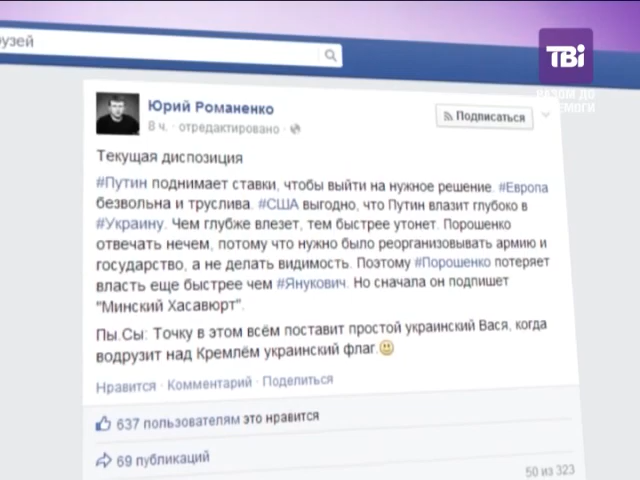 рузей
ТВі
РАЗОМ ДО
ЕМОГИ
Юрий Романенко
8 ч. · отредактировано ·
Подписаться
Текущая диспозиция
#Путин поднимает ставки, чтобы выйти на нужное решение. #Европа
безвольна и труслива. #США выгодно, что Путин влазит глубоко в
#Украину. Чем глубже влезет, тем быстрее утонет. Порошенко
отвечать нечем, потому что нужно было реорганизовывать армию и
государство, а не делать видимость. Поэтому #Порошенко потеряет
власть еще быстрее чем #Янукович. Но сначала он подпишет
"Минский Хасавюрт".
Пы.Сы: Точку в этом всём поставит простой украинский Вася, когда
водрузит над Кремлём украинский флаг.
Нравится · Комментарий · Поделиться
637 пользователям это нравится
69 публикаций
50 из 323